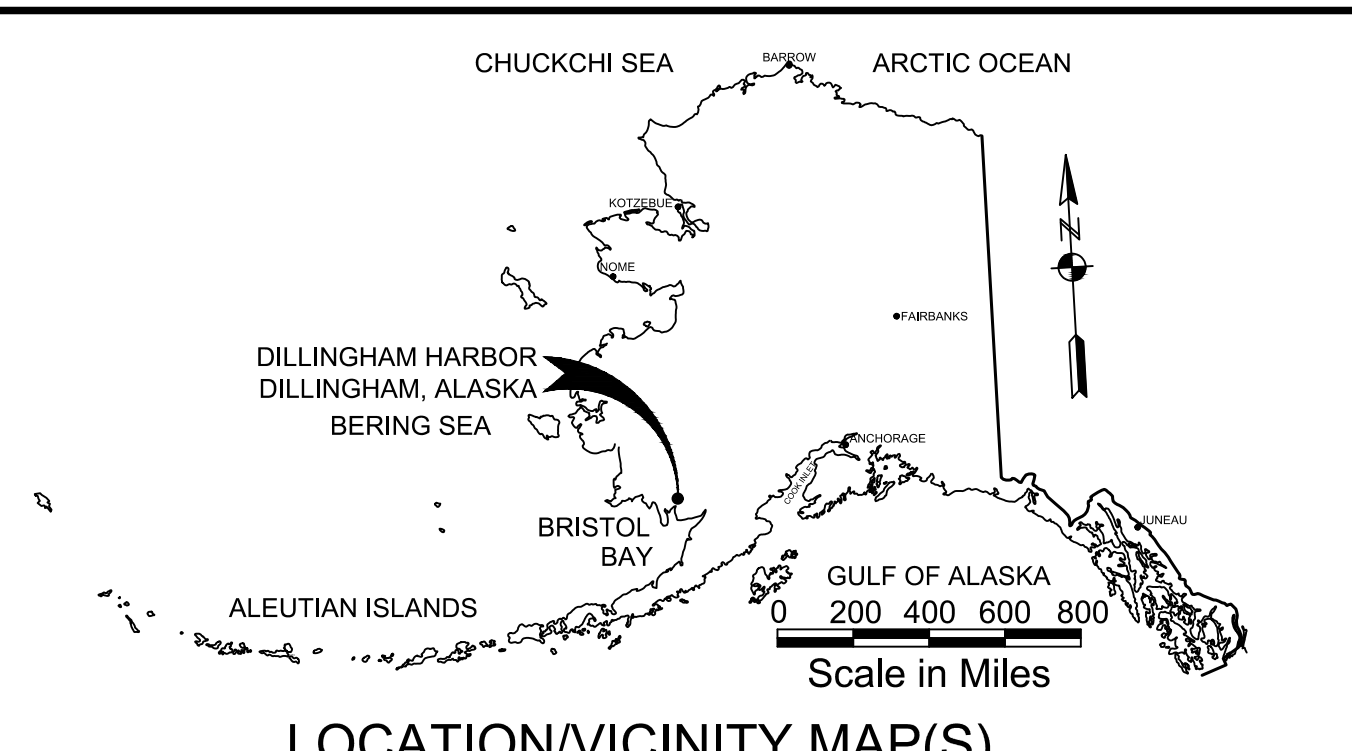 CHUCKCHI SEA
BARROW
ARCTIC OCEAN
KOTZEBUE
N
NOME
FAIRBANKS
DILLINGHAM HARBOR
DILLINGHAM, ALASKA
BERING SEA
ANCHORAGE
COOK INLET
BRISTOL
BAY
JUNEAU
GULF OF ALASKA
ALEUTIAN ISLANDS
0 200 400 600 800
Scale in Miles
LOCATION/VICINITY MAP(S)